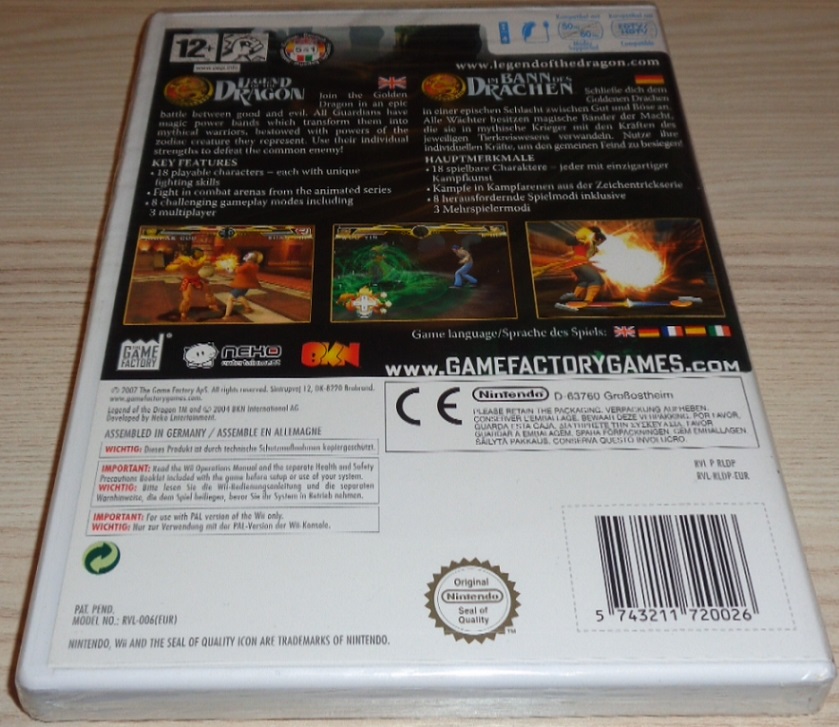 12+
www.legendofthedragon.com
LEGEND
OF THE
DRAGON
Join the Golden
Dragon in an epic
battle between good and evil. All Guardians have
magic power bands which transform them into
mythical warriors, bestowed with powers of the
zodiac creature they represent. Use their individual
strengths to defeat the common enemy!
KEY FEATURES
• 18 playable characters – each with unique
fighting skills
• Fight in combat arenas from the animated series
• 8 challenging gameplay modes including
3 multiplayer
IM BANN DES
DRACHEN
Schließe dich dem
Goldenen Drachen
in einer epischen Schlacht zwischen Gut und Böse an.
Alle Wächter besitzen magische Bänder der Macht,
die sie in mythische Krieger mit den Kräften des
jeweiligen Tierkreiswesens verwandeln. Nutze ihre
individuellen Kräfte, um den gemeinen Feind zu besiegen!
HAUPTMERKMALE
• 18 spielbare Charaktere – jeder mit einzigartiger
Kampfkunst
• Kämpfe in Kampfarenen aus der Zeichentrickserie
• 8 herausfordernde Spielmodi inklusive
3 Mehrspielermodi
Game language/Sprache des Spiels:
THE
GAME
FACTORY
NEKO
entertainment
BKN
www.GAMEFACTORYGAMES.com
© 2007 The Game Factory ApS. All rights reserved.
www.gamefactorygames.com.
Legend of the Dragon TM and © 2004 BKN International AG
Developed by Neko Entertainment.
ASSEMBLED IN GERMANY / ASSEMBLE EN ALLEMAGNE
WICHTIG: Dieses Produkt ist durch technische Schutzmaßnahmen kopiergeschützt.
IMPORTANT: Read the Wii Operations Manual and the separate Health and Safety
Precautions Booklet included with the game before setup or use of your system.
WICHTIG: Bitte lesen Sie die Wii-Bedienungsanleitung und die separaten
Warnhinweise, die dem Spiel beiliegen, bevor Sie Ihr System in Betrieb nehmen.
IMPORTANT: For use with PAL version of the Wii only.
WICHTIG: Nur zur Verwendung mit der PAL-Version der Wii-Konsole.
CE
Nintendo D-63760 Großostheim
PLEASE RETAIN THE PACKAGING. VERPACKUNG AUFHEBEN.
CONSERVER L'EMBALLAGE. BEWAAR DEZE VERPAKKING. POR FAVOR,
GUARDA ESTA CAJA.
GUARDAR A EMBALAGEM. SPARA FÖRPACKNINGEN. GEM EMBALLAGEN
SÄILYTÄ PAKKAUS. CONSERVA QUESTO INVOLUCRO.
RVL P RLDP
RVL-RLDP-EUR
Original
Nintendo
Seal of
Quality
TM
5 743211 720026
PAT. PEND.
MODEL NO.: RVL-006(EUR)
NINTENDO, Wii AND THE SEAL OF QUALITY ICON ARE TRADEMARKS OF NINTENDO.